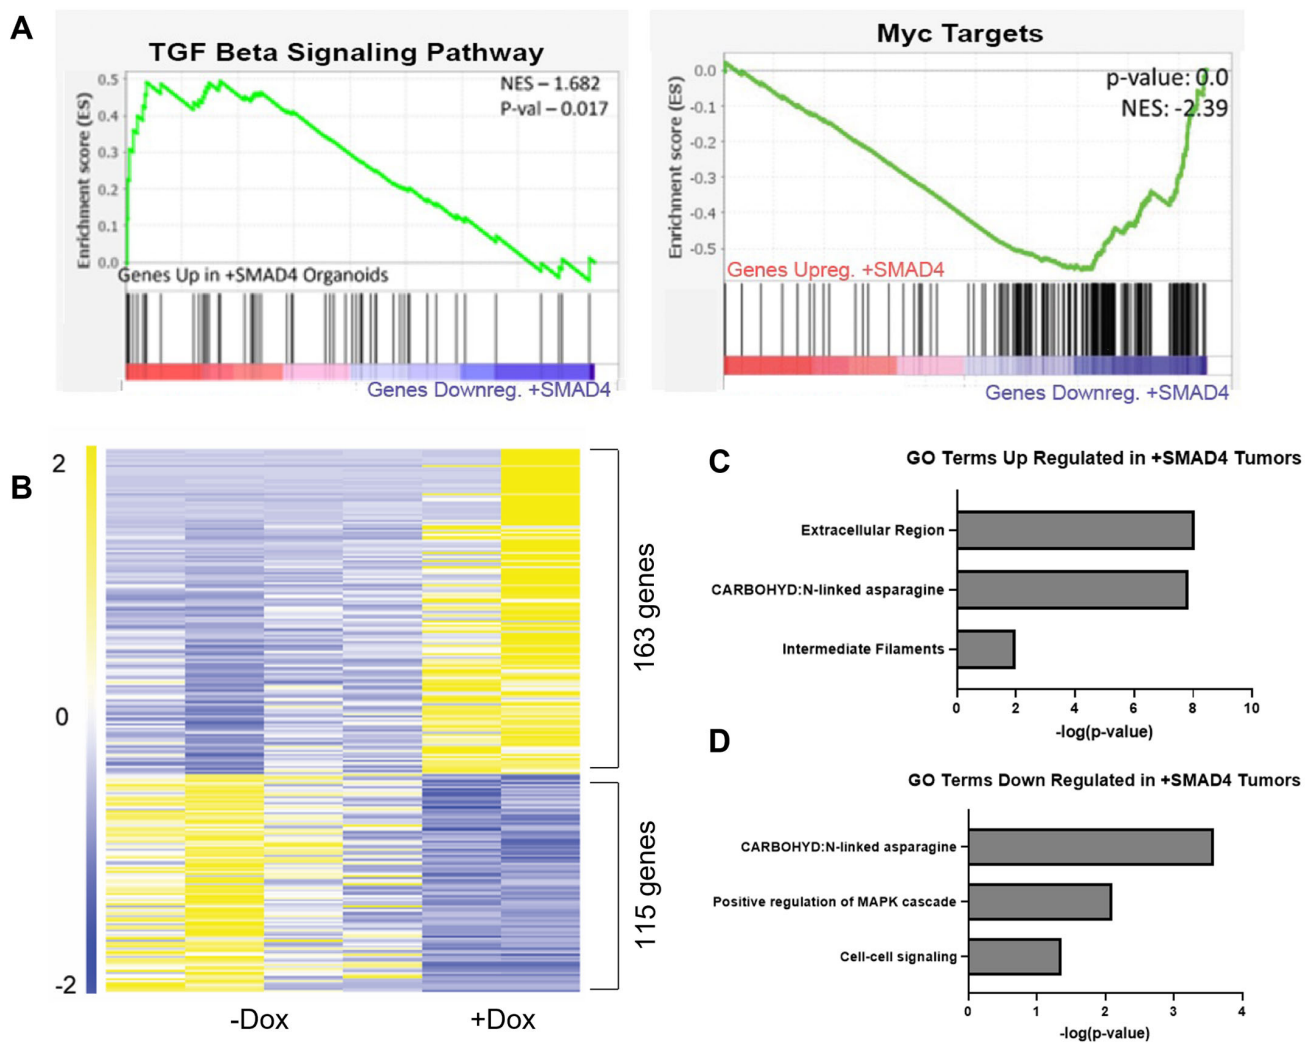 A
TGF Beta Signaling Pathway
NES – 1.682
P-val – 0.017
Enrichment score (ES)
0.5
0.4
0.3
0.2
0.1
0.0
Genes Up in +SMAD4 Organoids
Genes Downreg. +SMAD4
Myc Targets
p-value: 0.0
NES: -2.39
Enrichment score (ES)
0.0
-0.1
-0.2
-0.3
-0.4
-0.5
Genes Upreg. +SMAD4
Genes Downreg. +SMAD4
B
2
0
-2
163 genes
115 genes
-Dox
+Dox
C
GO Terms Up Regulated in +SMAD4 Tumors
Extracellular Region
CARBOHYD:N-linked asparagine
Intermediate Filaments
0 2 4 6 8 10
-log(p-value)
D
GO Terms Down Regulated in +SMAD4 Tumors
CARBOHYD:N-linked asparagine
Positive regulation of MAPK cascade
Cell-cell signaling
0 1 2 3 4
-log(p-value)